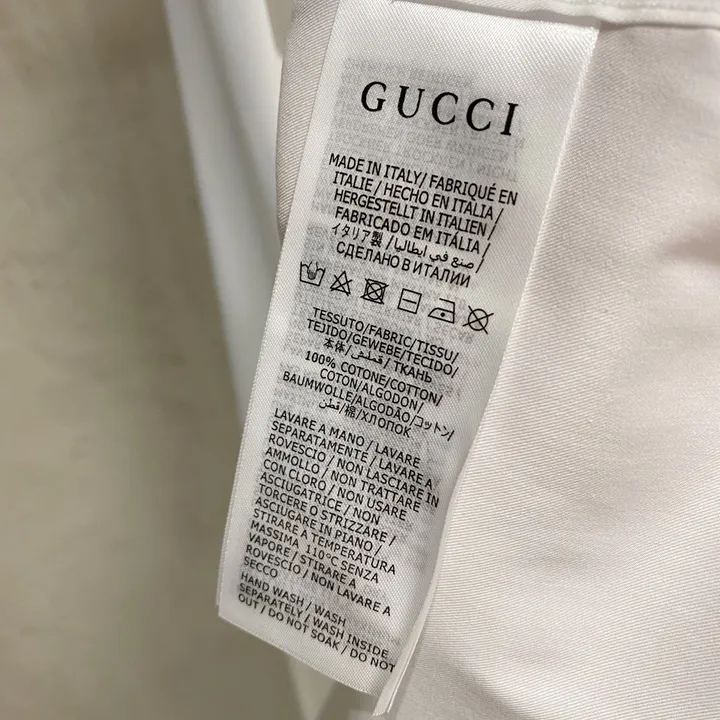 GUCCI
MADE IN ITALY/ FABRIQUÉ EN
ITALIE / HECHO EN ITALIA /
HERGESTELLT IN ITALIEN /
FABRICADO EM ITÁLIA /
イタリア製 / صنع في ايطاليا /
СДЕЛАНО В ИТАЛИИ
TESSUTO/FABRIC/TISSU/
TEJIDO/GEWEBE/TECIDO/
本体/قماش/ ТКАНЬ
100% COTONE/COTTON/
COTON/ALGODON/
BAUMWOLLE/ALGODÃO/コットン/
قطن/棉/ХЛОПОК
LAVARE A MANO / LAVARE
SEPARATAMENTE / LAVARE A
ROVESCIO / NON LASCIARE IN
AMMOLLO / NON TRATTARE
CON CLORO / NON USARE
ASCIUGATRICE / NON
TORCERE O STRIZZARE /
ASCIUGARE IN PIANO /
STIRARE A TEMPERATURA
MASSIMA 110°C SENZA
VAPORE / STIRARE A
ROVESCIO / NON LAVARE A
SECCO
HAND WASH / WASH
SEPARATELY / WASH INSIDE
OUT / DO NOT SOAK / DO NOT